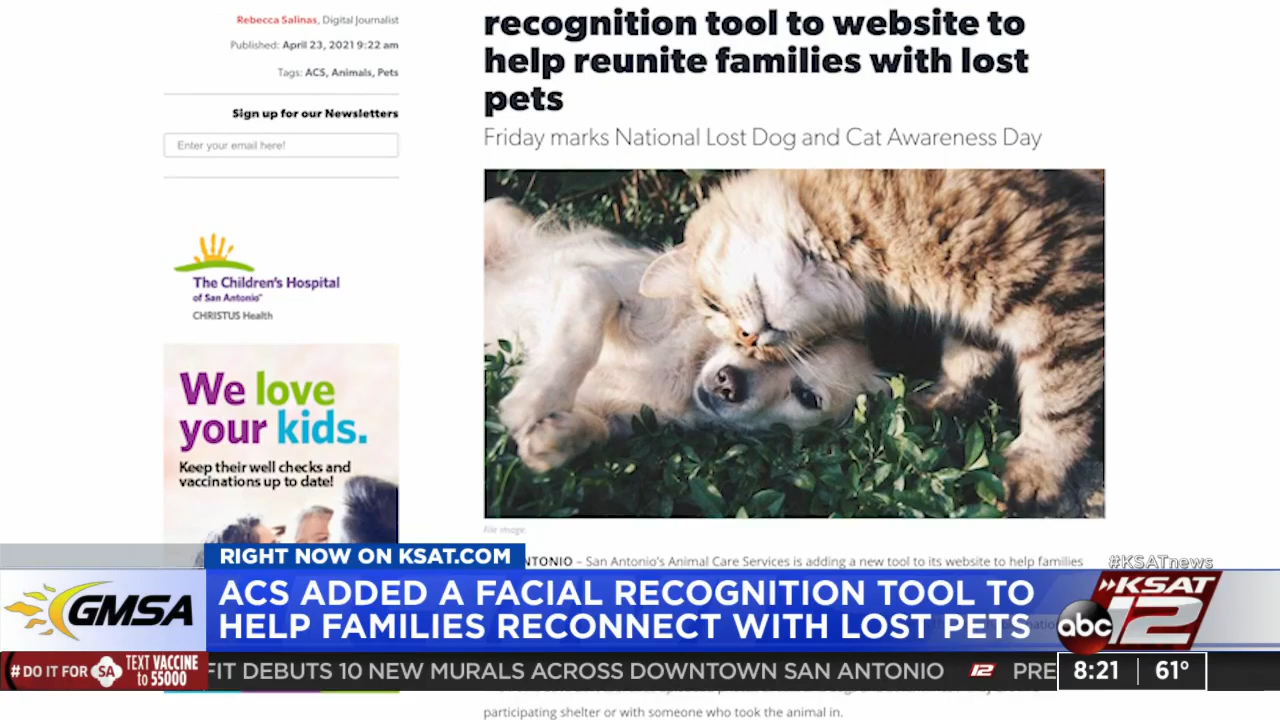 Rebecca Salinas, Digital Journalist
Published: April 23, 2021 9:22 am
Tags: ACS, Animals, Pets
Sign up for our Newsletters
Enter your email here!
The Children's Hospital
of San Antonio
CHRISTUS Health
We love
your kids.
Keep their well checks and
vaccinations up to date!
recognition tool to website to
help reunite families with lost
pets
Friday marks National Lost Dog and Cat Awareness Day
File image.
NTONIO – San Antonio's Animal Care Services is adding a new tool to its website to help families
#KSATnews
RIGHT NOW ON KSAT.COM
GMSA
ACS ADDED A FACIAL RECOGNITION TOOL TO
HELP FAMILIES RECONNECT WITH LOST PETS
abc
KSAT
12
#DO IT FOR SA TEXT VACCINE
to 55000
FIT DEBUTS 10 NEW MURALS ACROSS DOWNTOWN SAN ANTONIO 12 PRE
8:21 61°
participating shelter or with someone who took the animal in.